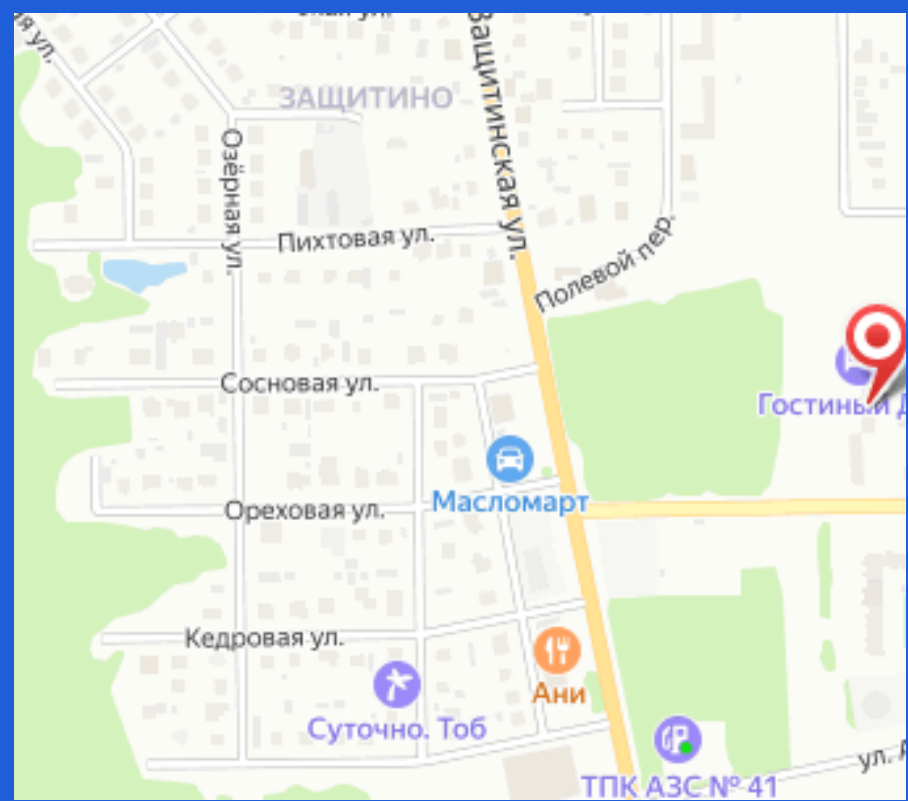 ЗАЩИТИНО
Защитинская ул.
Озёрная ул.
Пихтовая ул.
Полевой пер.
Сосновая ул.
Гостиный
Масломарт
Ореховая ул.
Кедровая ул.
Ани
Суточно. Тоб
ул.
ТПК АЗС № 41